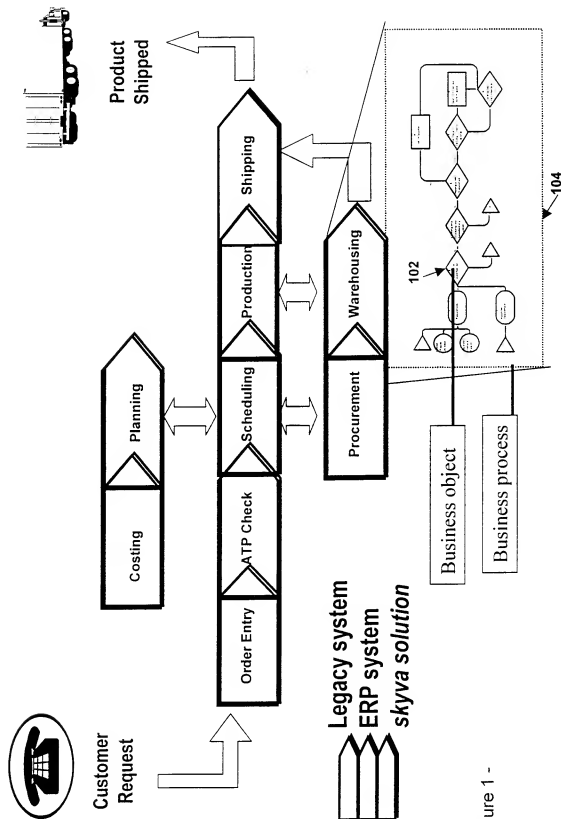 Customer
Request
Product
Shipped
Costing
Planning
Order Entry
ATP Check
Scheduling
Production
Shipping
Procurement
Warehousing
Legacy system
ERP system
skyva solution
Business object
Business process
102
104
ure 1 -